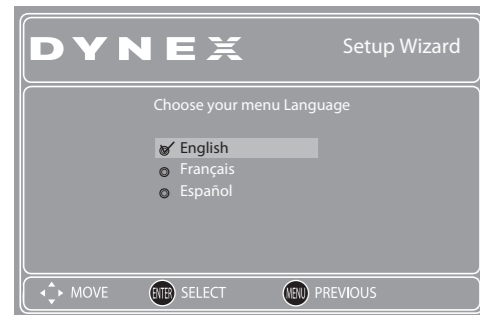 DYNEX Setup Wizard
Choose your menu Language
English
Français
Español
MOVE ENTER SELECT MENU PREVIOUS